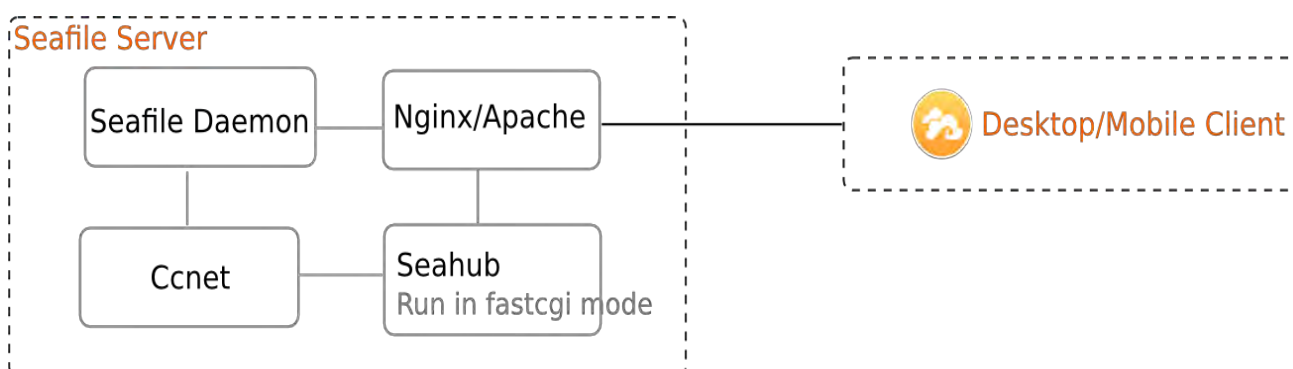 Seafile Server
Seafile Daemon
Nginx/Apache
Desktop/Mobile Client
Ccnet
Seahub
Run in fastcgi mode